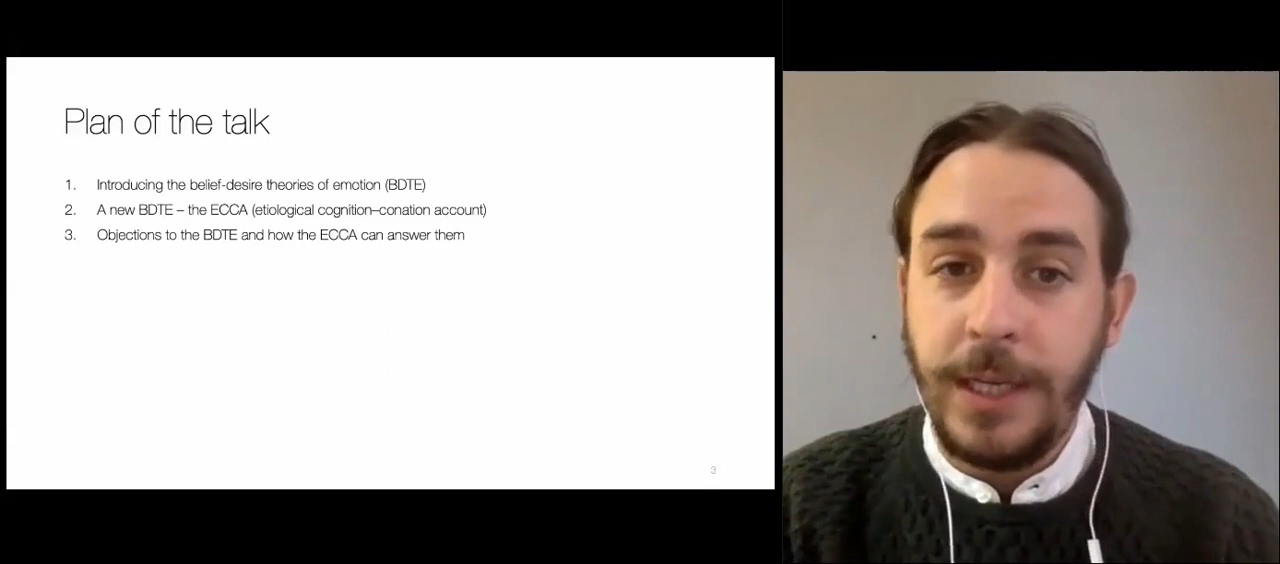 Plan of the talk
1. Introducing the belief-desire theories of emotion (BDTE)
2. A new BDTE – the ECCA (etiological cognition–conation account)
3. Objections to the BDTE and how the ECCA can answer them
3